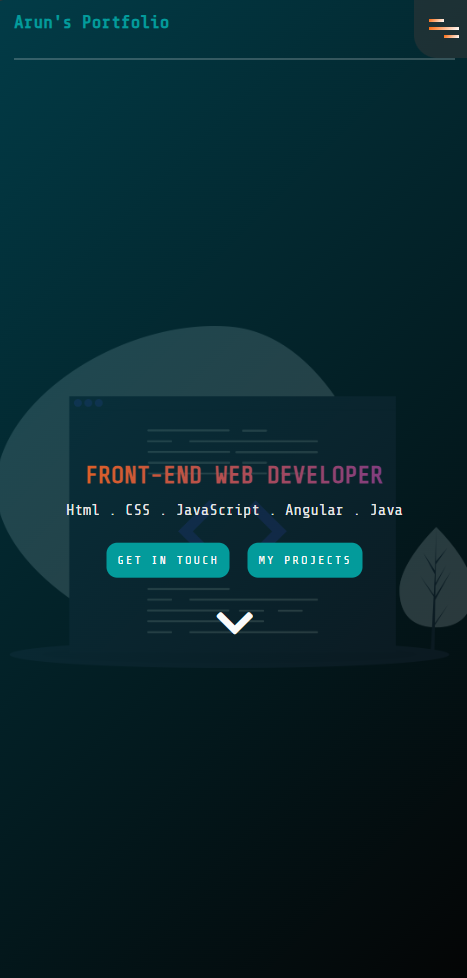 Arun's Portfolio
FRONT-END WEB DEVELOPER
Html . CSS . JavaScript . Angular . Java
GET IN TOUCH
MY PROJECTS